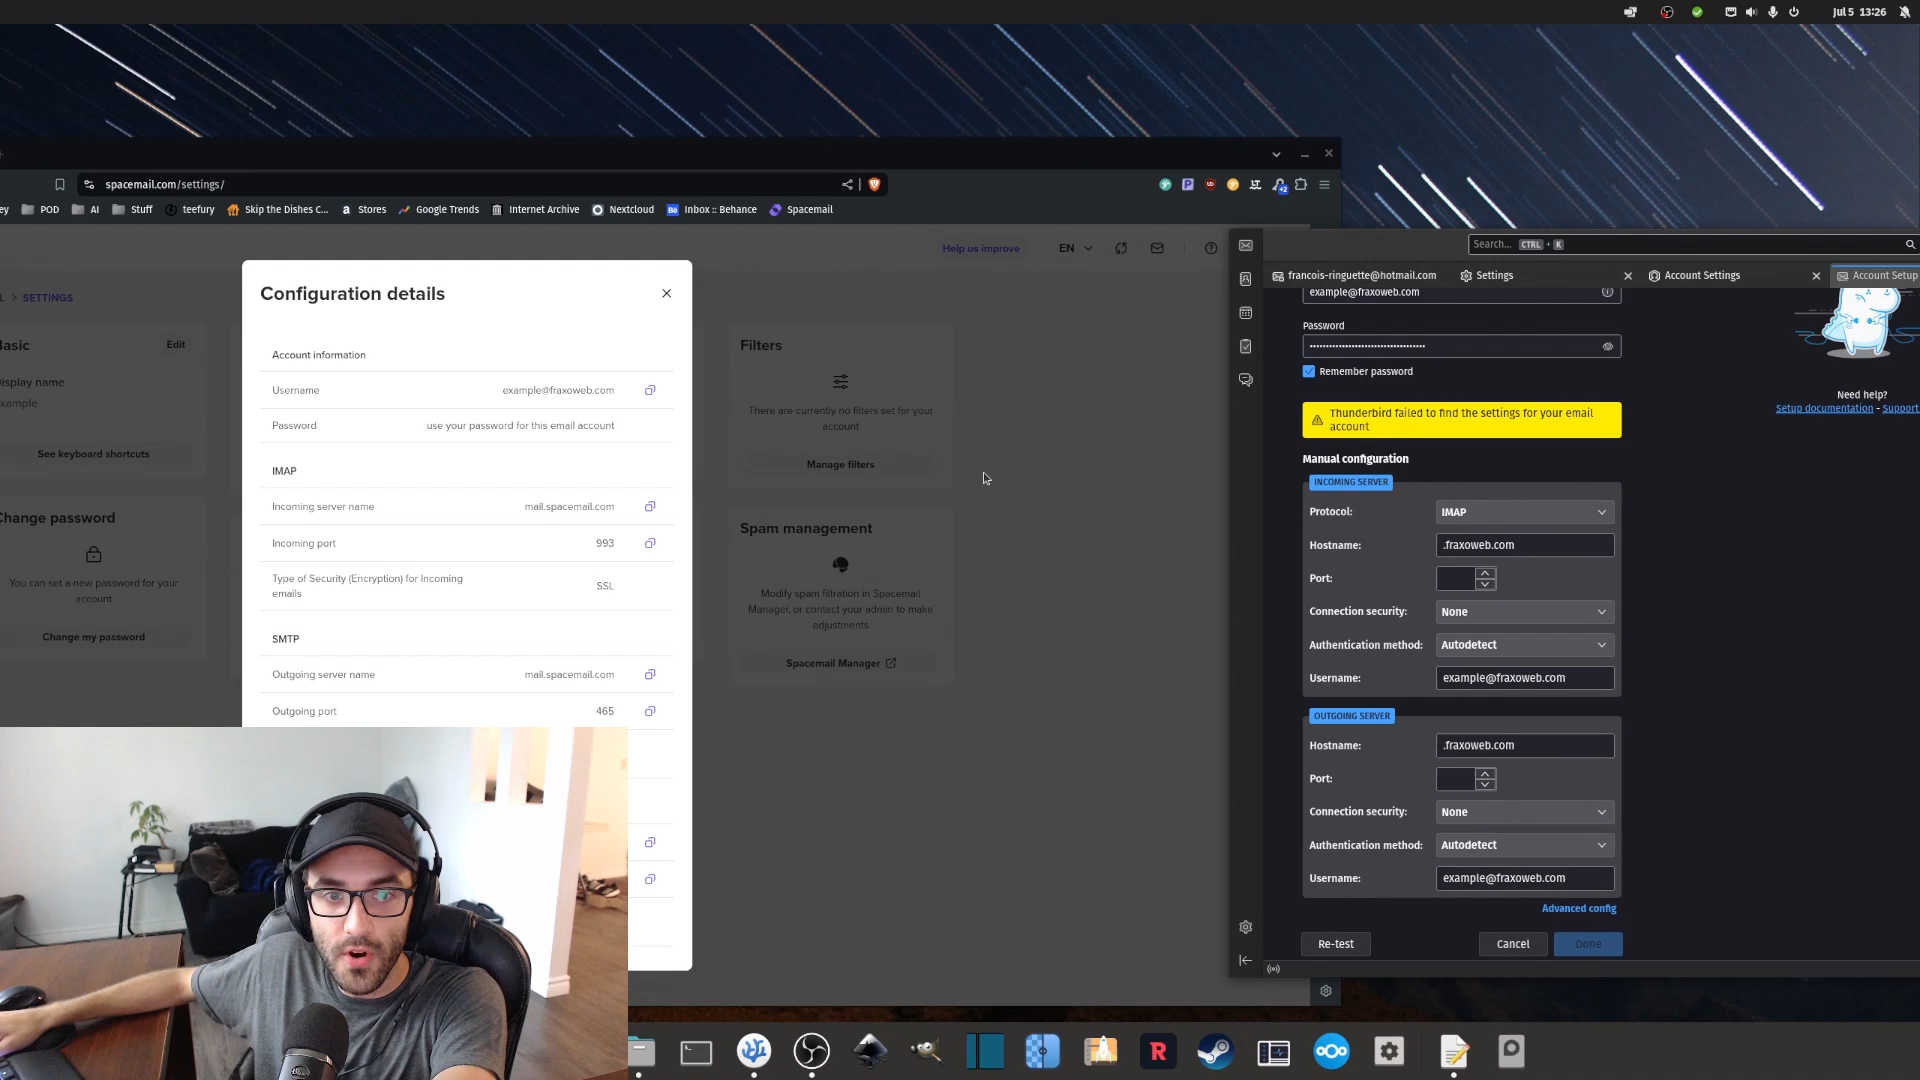 Jul 5 13:26
spacemail.com/settings/
ey
POD
AI
Stuff
teefury
Skip the Dishes C...
Stores
Google Trends
Internet Archive
Nextcloud
Inbox :: Behance
Spacemail
Help us improve
EN
L > SETTINGS
Basic
Edit
Display name
example
See keyboard shortcuts
Change password
You can set a new password for your
account
Change my password
Configuration details
Account information
Username
example@fraxoweb.com
Password
use your password for this email account
IMAP
Incoming server name
mail.spacemail.com
Incoming port
993
Type of Security (Encryption) for Incoming
emails
SSL
SMTP
Outgoing server name
mail.spacemail.com
Outgoing port
465
Filters
There are currently no filters set for your
account
Manage filters
Spam management
Modify spam filtration in Spacemail
Manager, or contact your admin to make
adjustments
Spacemail Manager
Search... CTRL + K
francois-ringuette@hotmail.com
Settings
Account Settings
Account Setup
example@fraxoweb.com
Password
Remember password
Thunderbird failed to find the settings for your email
account
Manual configuration
INCOMING SERVER
Protocol:
IMAP
Hostname:
.fraxoweb.com
Port:
Connection security:
None
Authentication method:
Autodetect
Username:
example@fraxoweb.com
OUTGOING SERVER
Hostname:
.fraxoweb.com
Port:
Connection security:
None
Authentication method:
Autodetect
Username:
example@fraxoweb.com
Advanced config
Re-test
Cancel
Done
Need help?
Setup documentation - Support